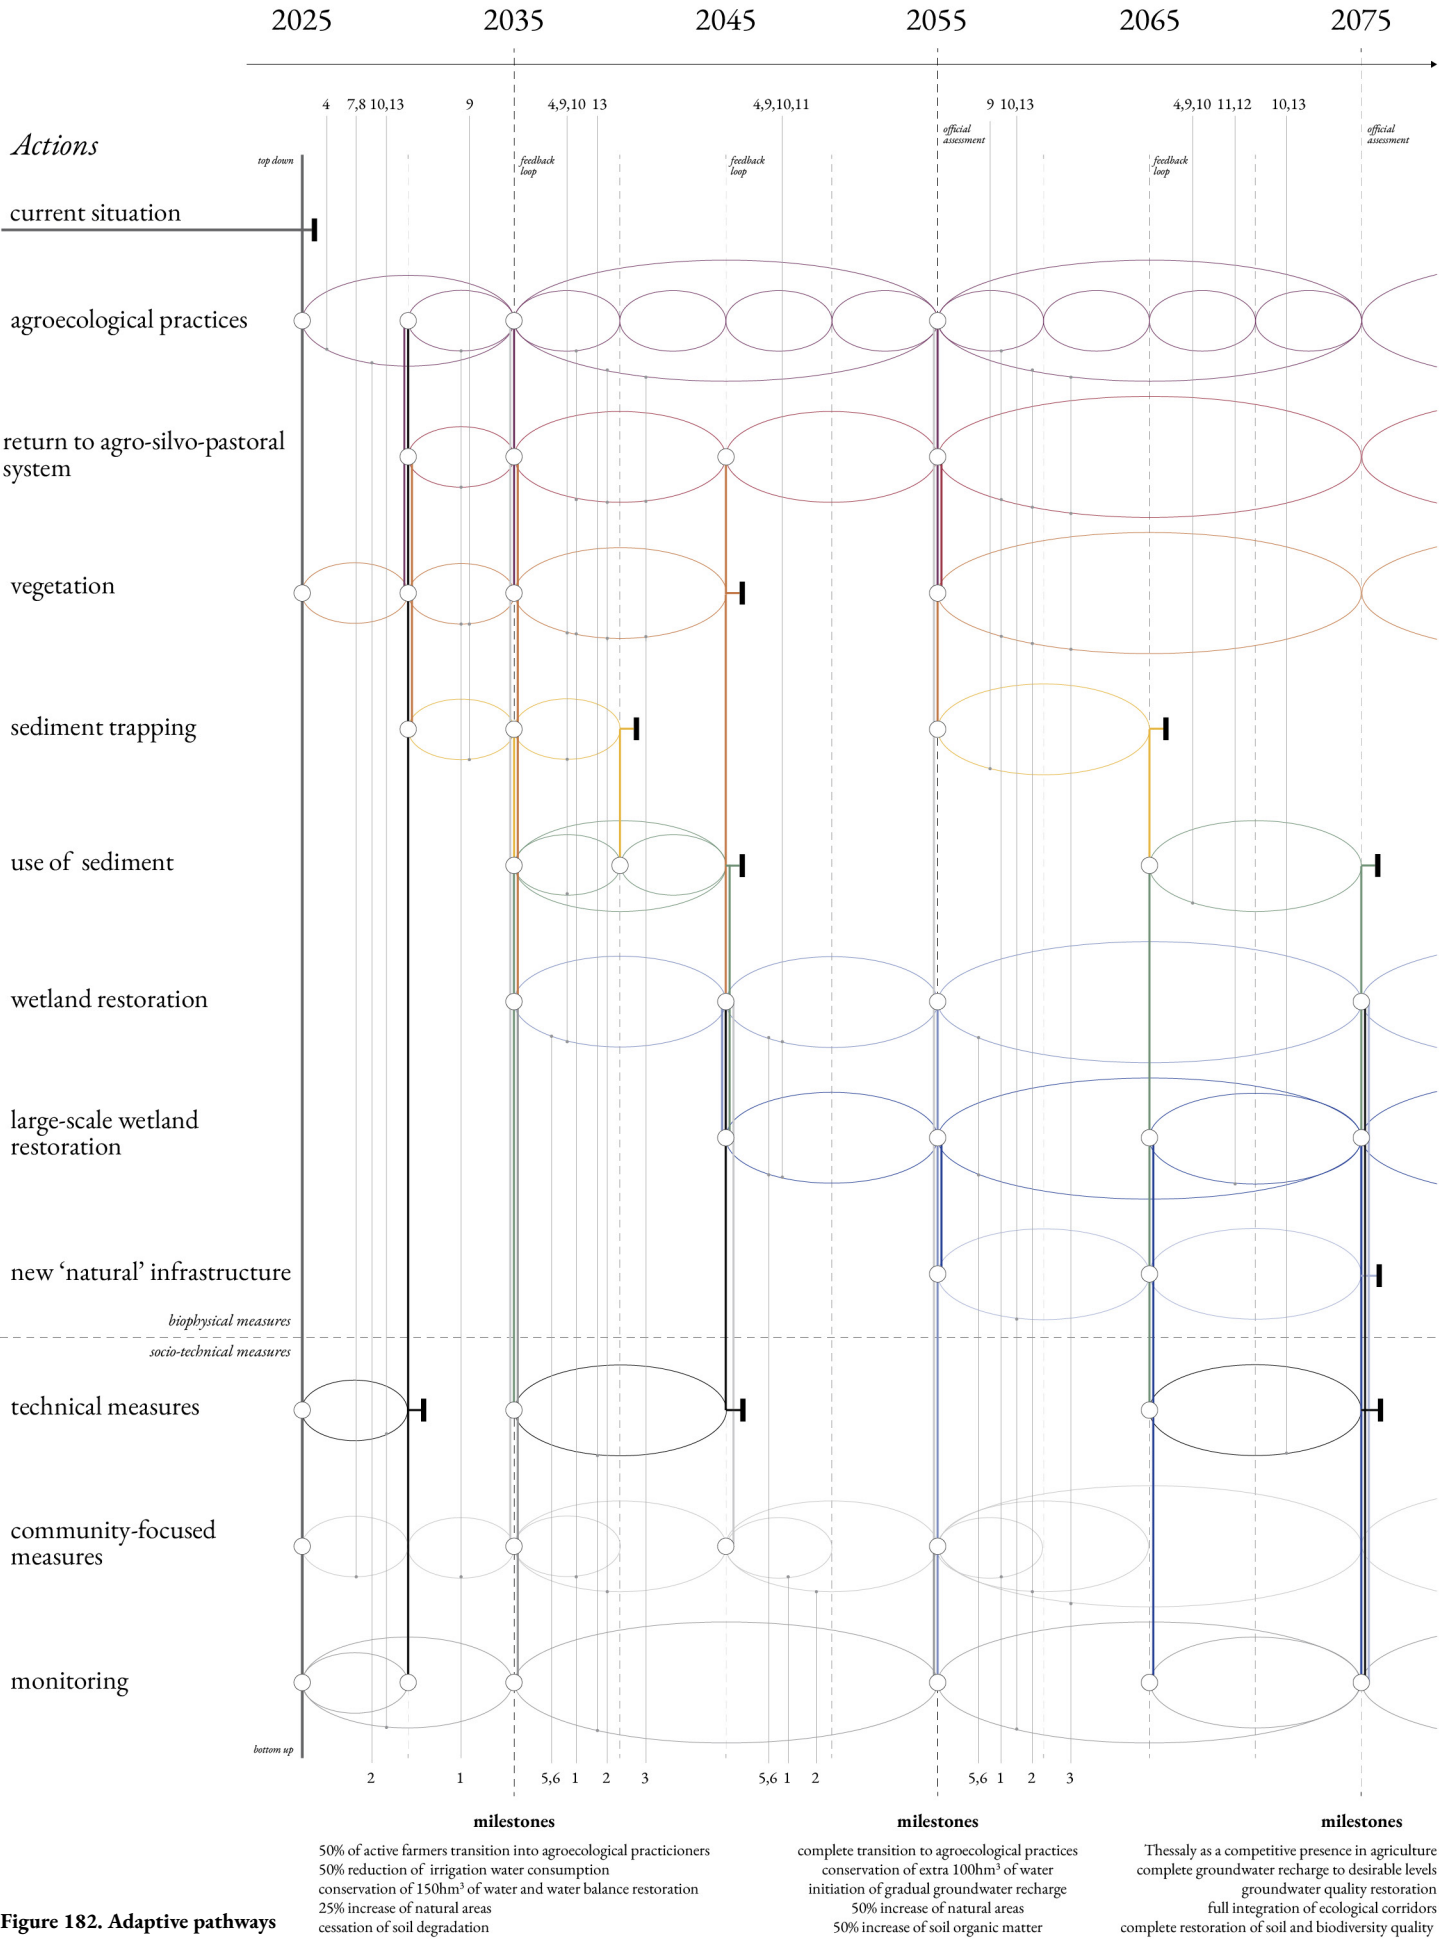 2025 2035 2045 2055 2065 2075
4 7,8 10,13 9 4,9,10 13 4,9,10,11 9 10,13 4,9,10 11,12 10,13
official
assessment
official
assessment
Actions
top down
feedback
loop
feedback
loop
feedback
loop
current situation
agroecological practices
return to agro-silvo-pastoral
system
vegetation
sediment trapping
use of sediment
wetland restoration
large-scale wetland
restoration
new ‘natural’ infrastructure
biophysical measures
socio-technical measures
technical measures
community-focused
measures
monitoring
bottom up
2 1 5,6 1 2 3 5,6 1 2 5,6 1 2 3
milestones
50% of active farmers transition into agroecological practicioners
50% reduction of irrigation water consumption
conservation of 150hm³ of water and water balance restoration
25% increase of natural areas
cessation of soil degradation
milestones
complete transition to agroecological practices
conservation of extra 100hm³ of water
initiation of gradual groundwater recharge
50% increase of natural areas
50% increase of soil organic matter
milestones
Thessaly as a competitive presence in agriculture
complete groundwater recharge to desirable levels
groundwater quality restoration
full integration of ecological corridors
complete restoration of soil and biodiversity quality
Figure 182. Adaptive pathways